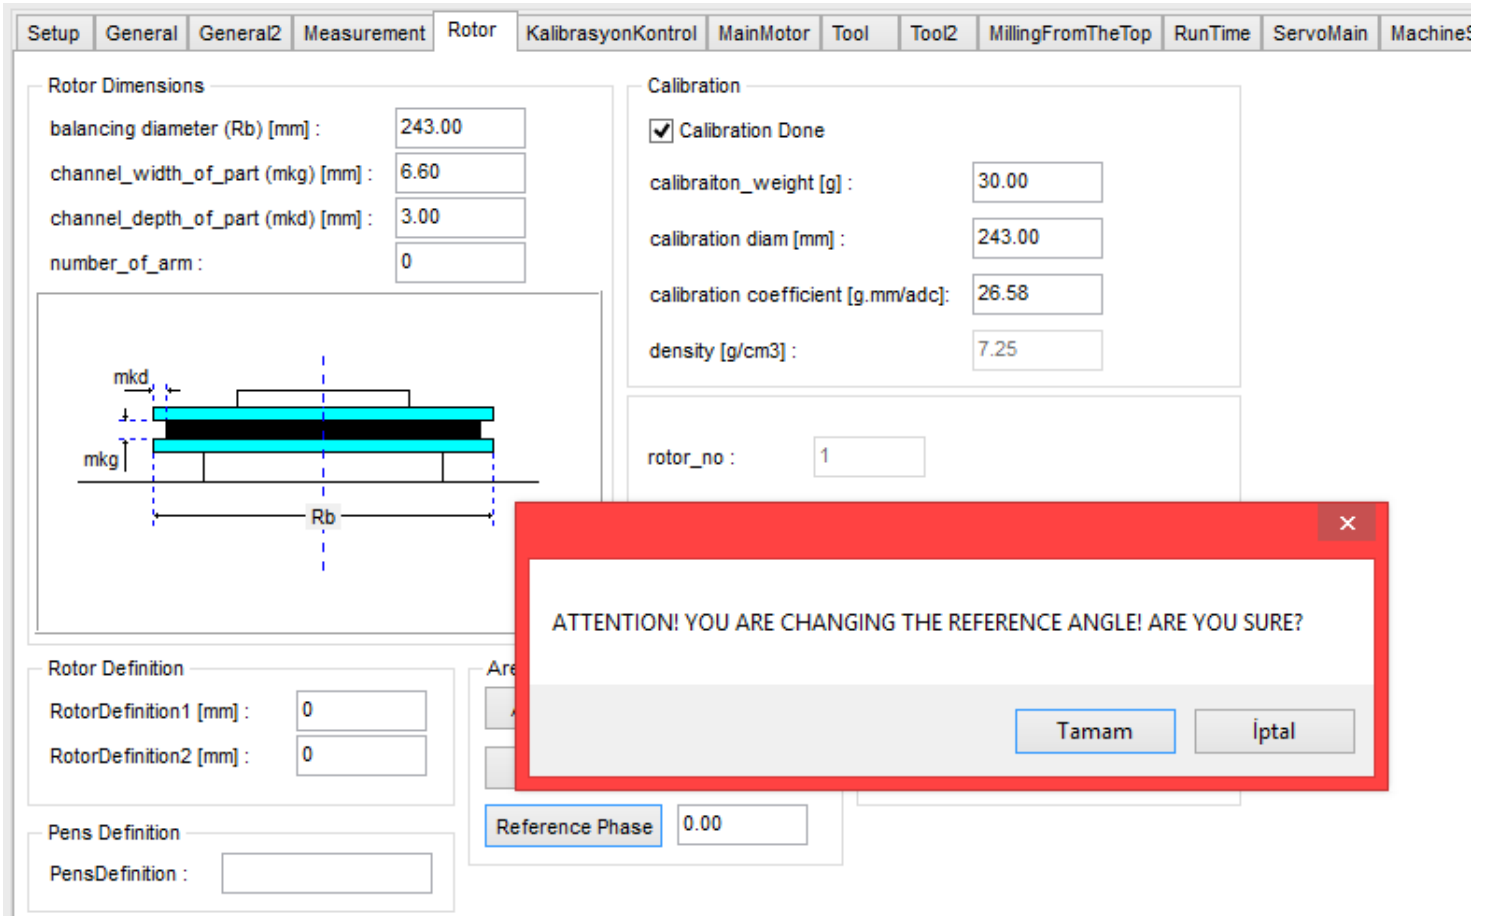 Setup General General2 Measurement Rotor KalibrasyonKontrol MainMotor Tool Tool2 MillingFromTheTop RunTime ServoMain MachineS
Rotor Dimensions
balancing diameter (Rb) [mm] : 243.00
channel_width_of_part (mkg) [mm] : 6.60
channel_depth_of_part (mkd) [mm] : 3.00
number_of_arm : 0
mkd
mkg
Rb
Calibration
Calibration Done
calibraiton_weight [g] : 30.00
calibration diam [mm] : 243.00
calibration coefficient [g.mm/adc]: 26.58
density [g/cm3] : 7.25
rotor_no : 1
ATTENTION! YOU ARE CHANGING THE REFERENCE ANGLE! ARE YOU SURE?
Tamam İptal
Rotor Definition
RotorDefinition1 [mm] : 0
RotorDefinition2 [mm] : 0
Are
Reference Phase 0.00
Pens Definition
PensDefinition :